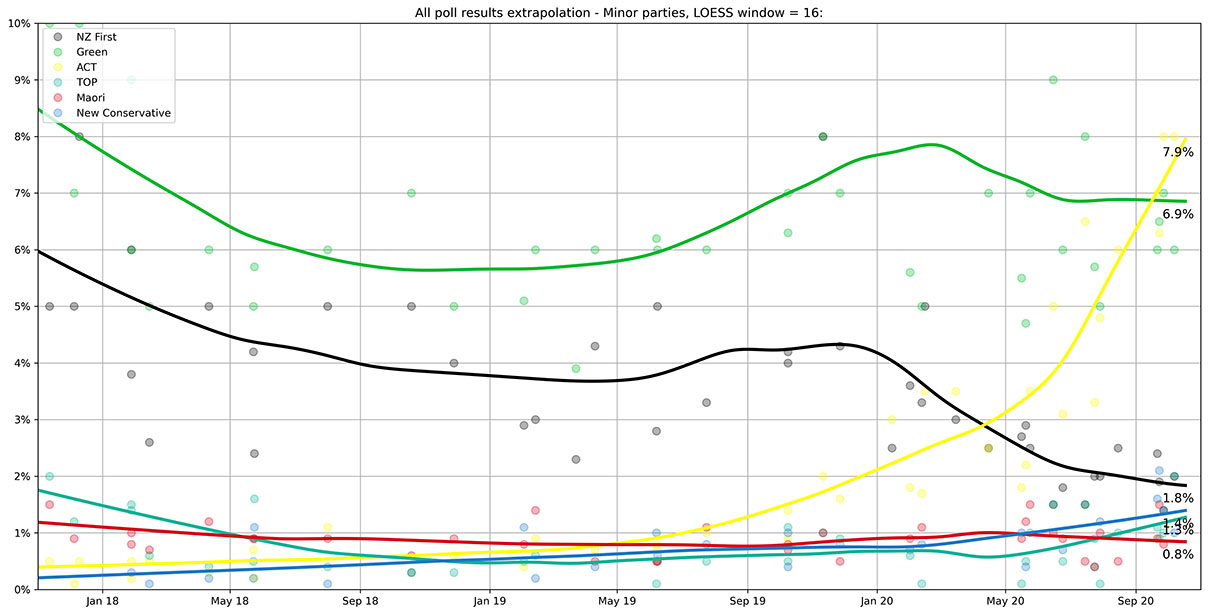 All poll results extrapolation - Minor parties, LOESS window = 16:
10%
9%
8%
7%
6%
5%
4%
3%
2%
1%
0%
NZ First
Green
ACT
TOP
Maori
New Conservative
7.9%
6.9%
1.8%
1.4%
1.3%
0.8%
Jan 18
May 18
Sep 18
Jan 19
May 19
Sep 19
Jan 20
May 20
Sep 20